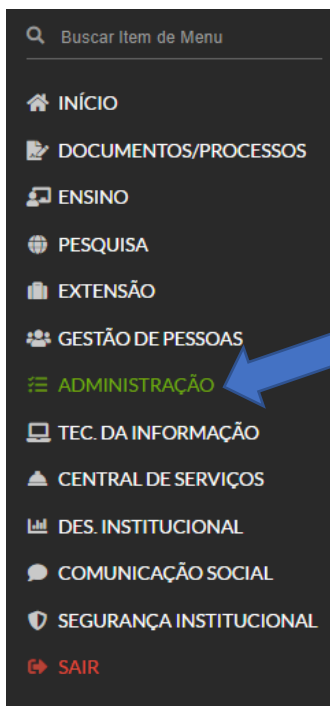 Buscar Item de Menu
INÍCIO
DOCUMENTOS/PROCESSOS
ENSINO
PESQUISA
EXTENSÃO
GESTÃO DE PESSOAS
ADMINISTRAÇÃO
TEC. DA INFORMAÇÃO
CENTRAL DE SERVIÇOS
DES. INSTITUCIONAL
COMUNICAÇÃO SOCIAL
SEGURANÇA INSTITUCIONAL
SAIR